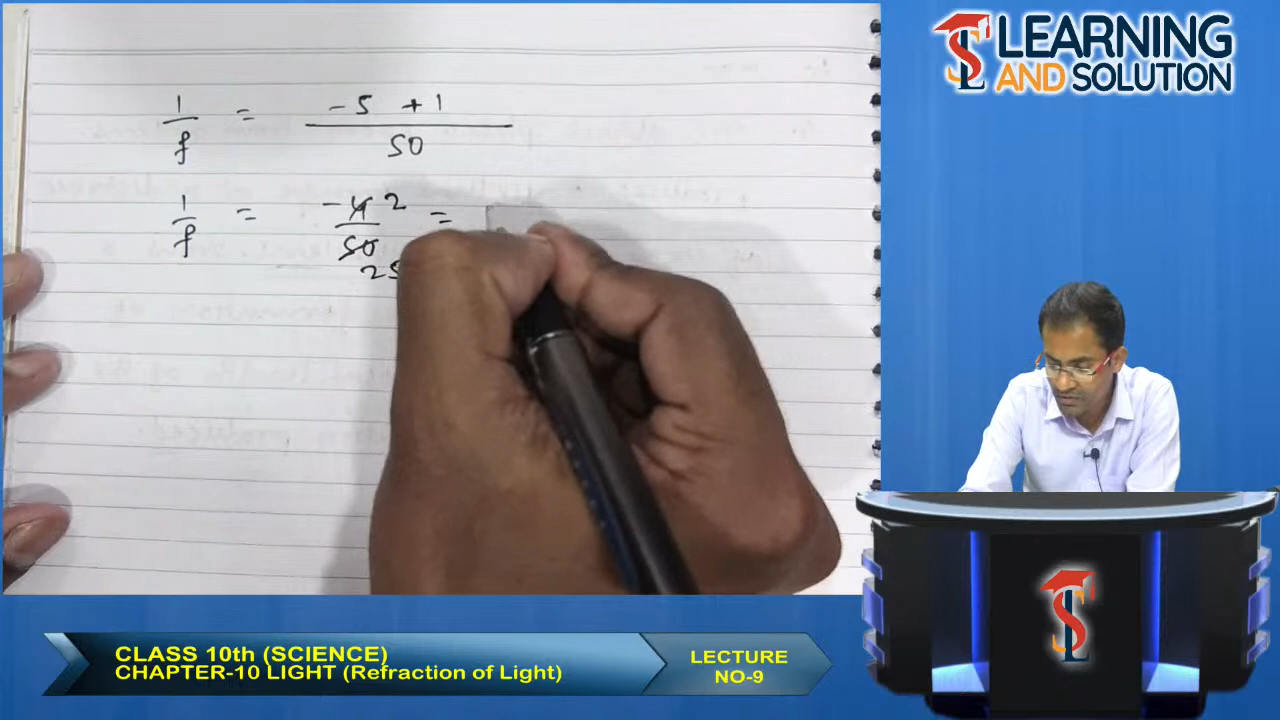 1/f = -5 +1 / 50
1/f = -4 2 / 50 25 =
LEARNING
AND SOLUTION
CLASS 10th (SCIENCE)
CHAPTER-10 LIGHT (Refraction of Light)
LECTURE
NO-9